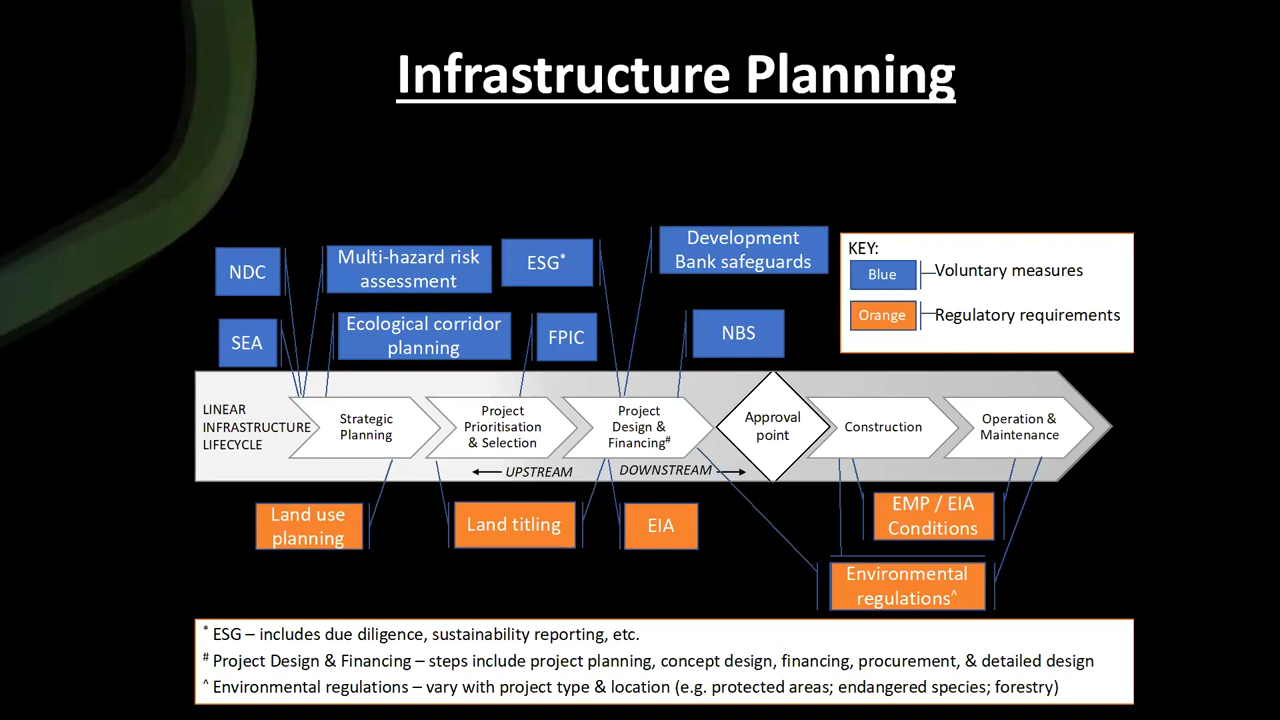 Infrastructure Planning
NDC
Multi-hazard risk
assessment
ESG*
Development
Bank safeguards
KEY:
Blue
Voluntary measures
Orange
Regulatory requirements
SEA
Ecological corridor
planning
FPIC
NBS
LINEAR
INFRASTRUCTURE
LIFECYCLE
Strategic
Planning
Project
Prioritisation
& Selection
Project
Design &
Financing#
Approval
point
Construction
Operation &
Maintenance
UPSTREAM
DOWNSTREAM
Land use
planning
Land titling
EIA
EMP / EIA
Conditions
Environmental
regulations^
* ESG – includes due diligence, sustainability reporting, etc.
# Project Design & Financing – steps include project planning, concept design, financing, procurement, & detailed design
^ Environmental regulations – vary with project type & location (e.g. protected areas; endangered species; forestry)